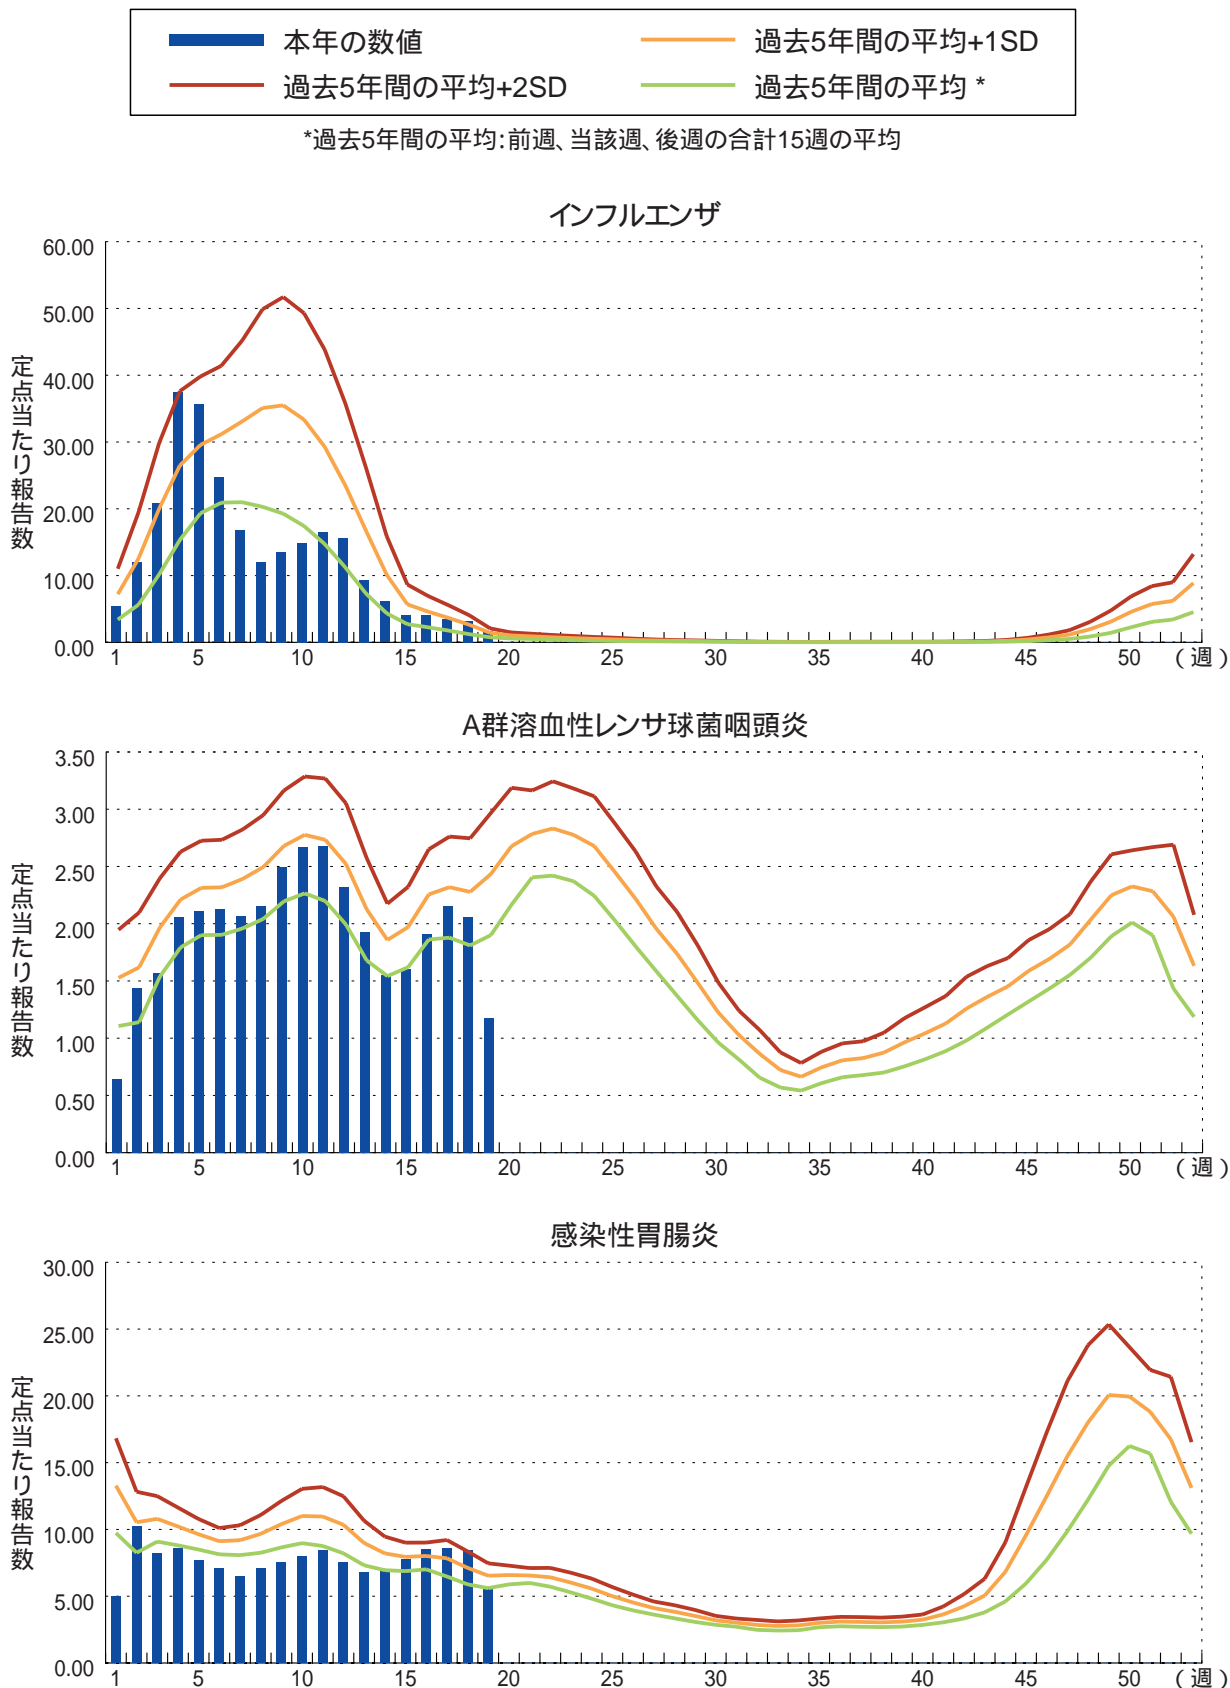 本年の数値 過去5年間の平均+1SD
過去5年間の平均+2SD 過去5年間の平均 *
*過去5年間の平均:前週、当該週、後週の合計15週の平均
インフルエンザ
定点当たり報告数
60.00
50.00
40.00
30.00
20.00
10.00
0.00
1 5 10 15 20 25 30 35 40 45 50 (週)
A群溶血性レンサ球菌咽頭炎
定点当たり報告数
3.50
3.00
2.50
2.00
1.50
1.00
0.50
0.00
1 5 10 15 20 25 30 35 40 45 50 (週)
感染性胃腸炎
定点当たり報告数
30.00
25.00
20.00
15.00
10.00
5.00
0.00
1 5 10 15 20 25 30 35 40 45 50 (週)